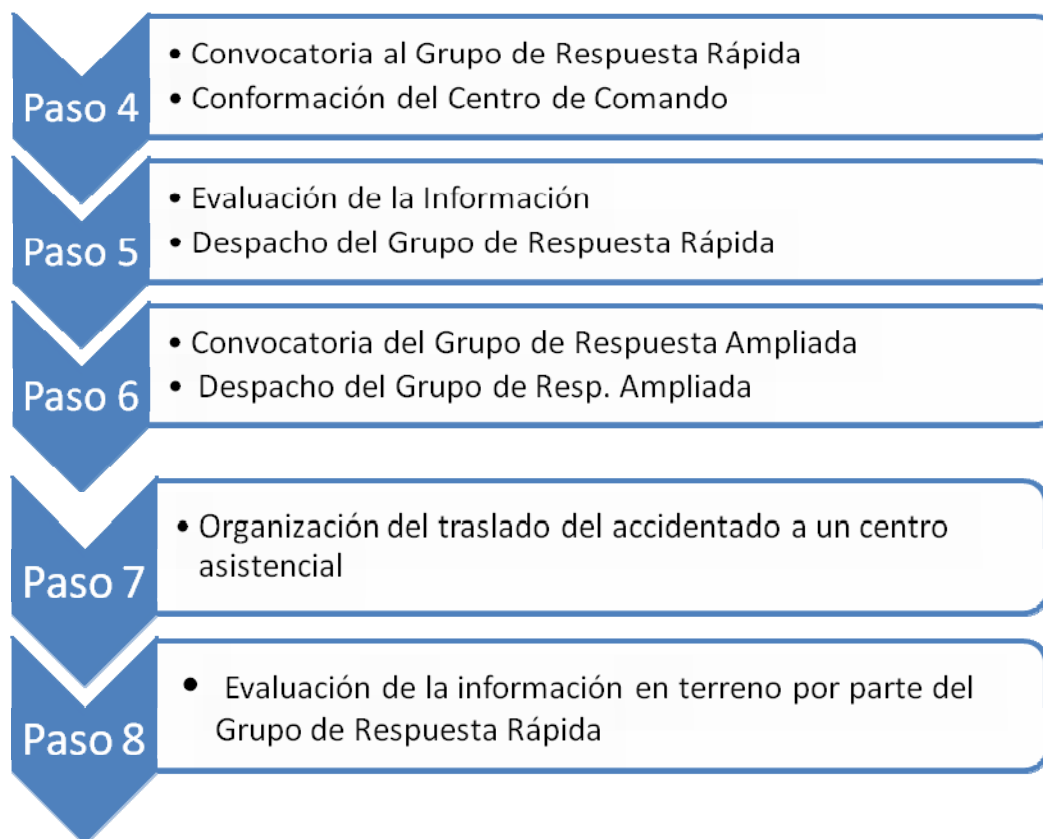 Paso 4
• Convocatoria al Grupo de Respuesta Rápida
• Conformación del Centro de Comando
Paso 5
• Evaluación de la Información
• Despacho del Grupo de Respuesta Rápida
Paso 6
• Convocatoria del Grupo de Respuesta Ampliada
• Despacho del Grupo de Resp. Ampliada
Paso 7
• Organización del traslado del accidentado a un centro
asistencial
Paso 8
• Evaluación de la información en terreno por parte del
Grupo de Respuesta Rápida